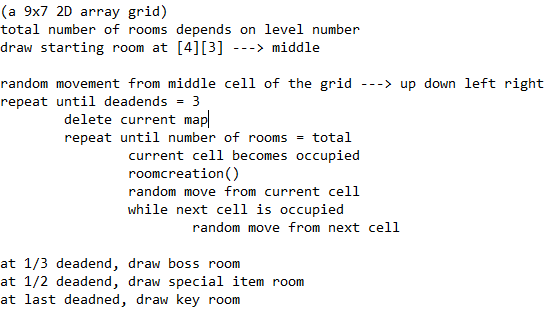 (a 9x7 2D array grid)
total number of rooms depends on level number
draw starting room at [4][3] ---> middle
random movement from middle cell of the grid ---> up down left right
repeat until deadends = 3
delete current map
repeat until number of rooms = total
current cell becomes occupied
roomcreation()
random move from current cell
while next cell is occupied
random move from next cell
at 1/3 deadend, draw boss room
at 1/2 deadend, draw special item room
at last deadned, draw key room